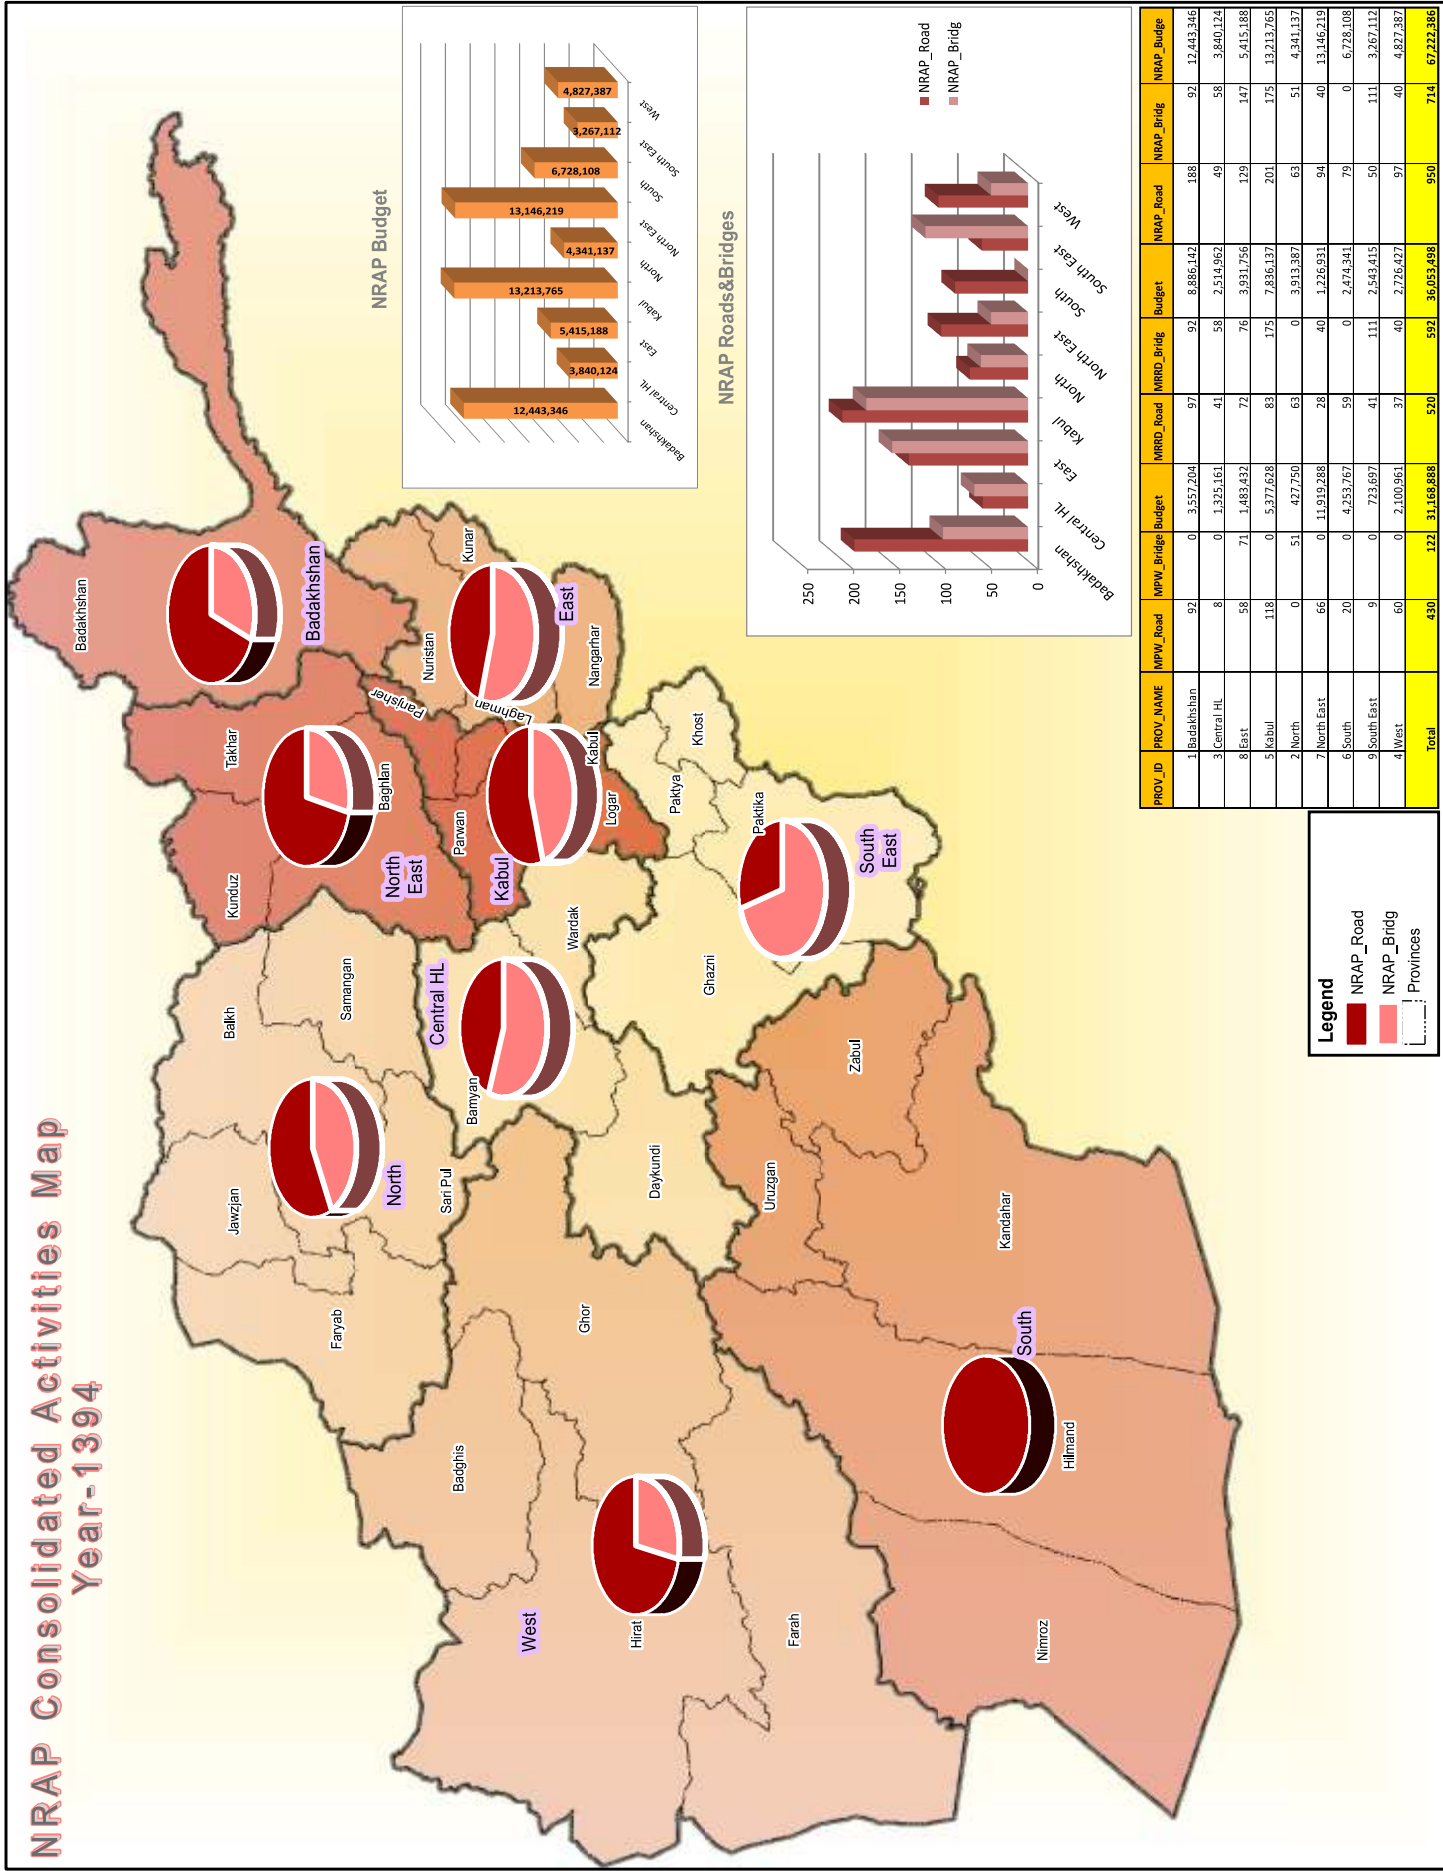 NRAP Consolidated Activities Map
Year-1394
Badakhshan
Badakhshan
Takhar
Kunduz
Baghlan
North
East
Nuristan
Kunar
East
Nangarhar
Laghman
Panjsher
Parwan
Kabul
Kabul
Logar
Balkh
Samangan
Jawzjan
Sari Pul
North
Faryab
Central HL
Bamyan
Wardak
Daykundi
Ghazni
Paktya
Khost
Paktika
South
East
Badghis
Ghor
West
Hirat
Farah
Uruzgan
Zabul
Kandahar
South
Hilmand
Nimroz
NRAP Budget
12,443,346
3,840,124
5,415,188
13,213,765
4,341,137
13,146,219
6,728,108
3,267,112
4,827,387
Badakhshan
Central HL
East
Kabul
North
North East
South
South East
West
NRAP Roads&Bridges
250
200
150
100
50
0
Badakhshan
Central HL
East
Kabul
North
North East
South
South East
West
NRAP_Road
NRAP_Bridg
Legend
NRAP_Road
NRAP_Bridg
Provinces
PROV_ID PROV_NAME MPW_Road MPW_Bridge Budget MRRD_Road MRRD_Bridg Budget NRAP_Road NRAP_Bridg NRAP_Budge
1 Badakhshan 92 0 3,557,204 97 92 8,886,142 188 92 12,443,346
3 Central HL 8 0 1,325,161 41 58 2,514,962 49 58 3,840,124
8 East 58 71 1,483,432 72 76 3,931,756 129 147 5,415,188
5 Kabul 118 0 5,377,628 83 175 7,836,137 201 175 13,213,765
2 North 0 51 427,750 63 0 3,913,387 63 51 4,341,137
7 North East 66 0 11,919,288 28 40 1,226,931 94 40 13,146,219
6 South 20 0 4,253,767 59 0 2,474,341 79 0 6,728,108
9 South East 9 0 723,697 41 111 2,543,415 50 111 3,267,112
4 West 60 0 2,100,961 37 40 2,726,427 97 40 4,827,387
Total 430 122 31,168,888 520 592 36,053,498 950 714 67,222,386